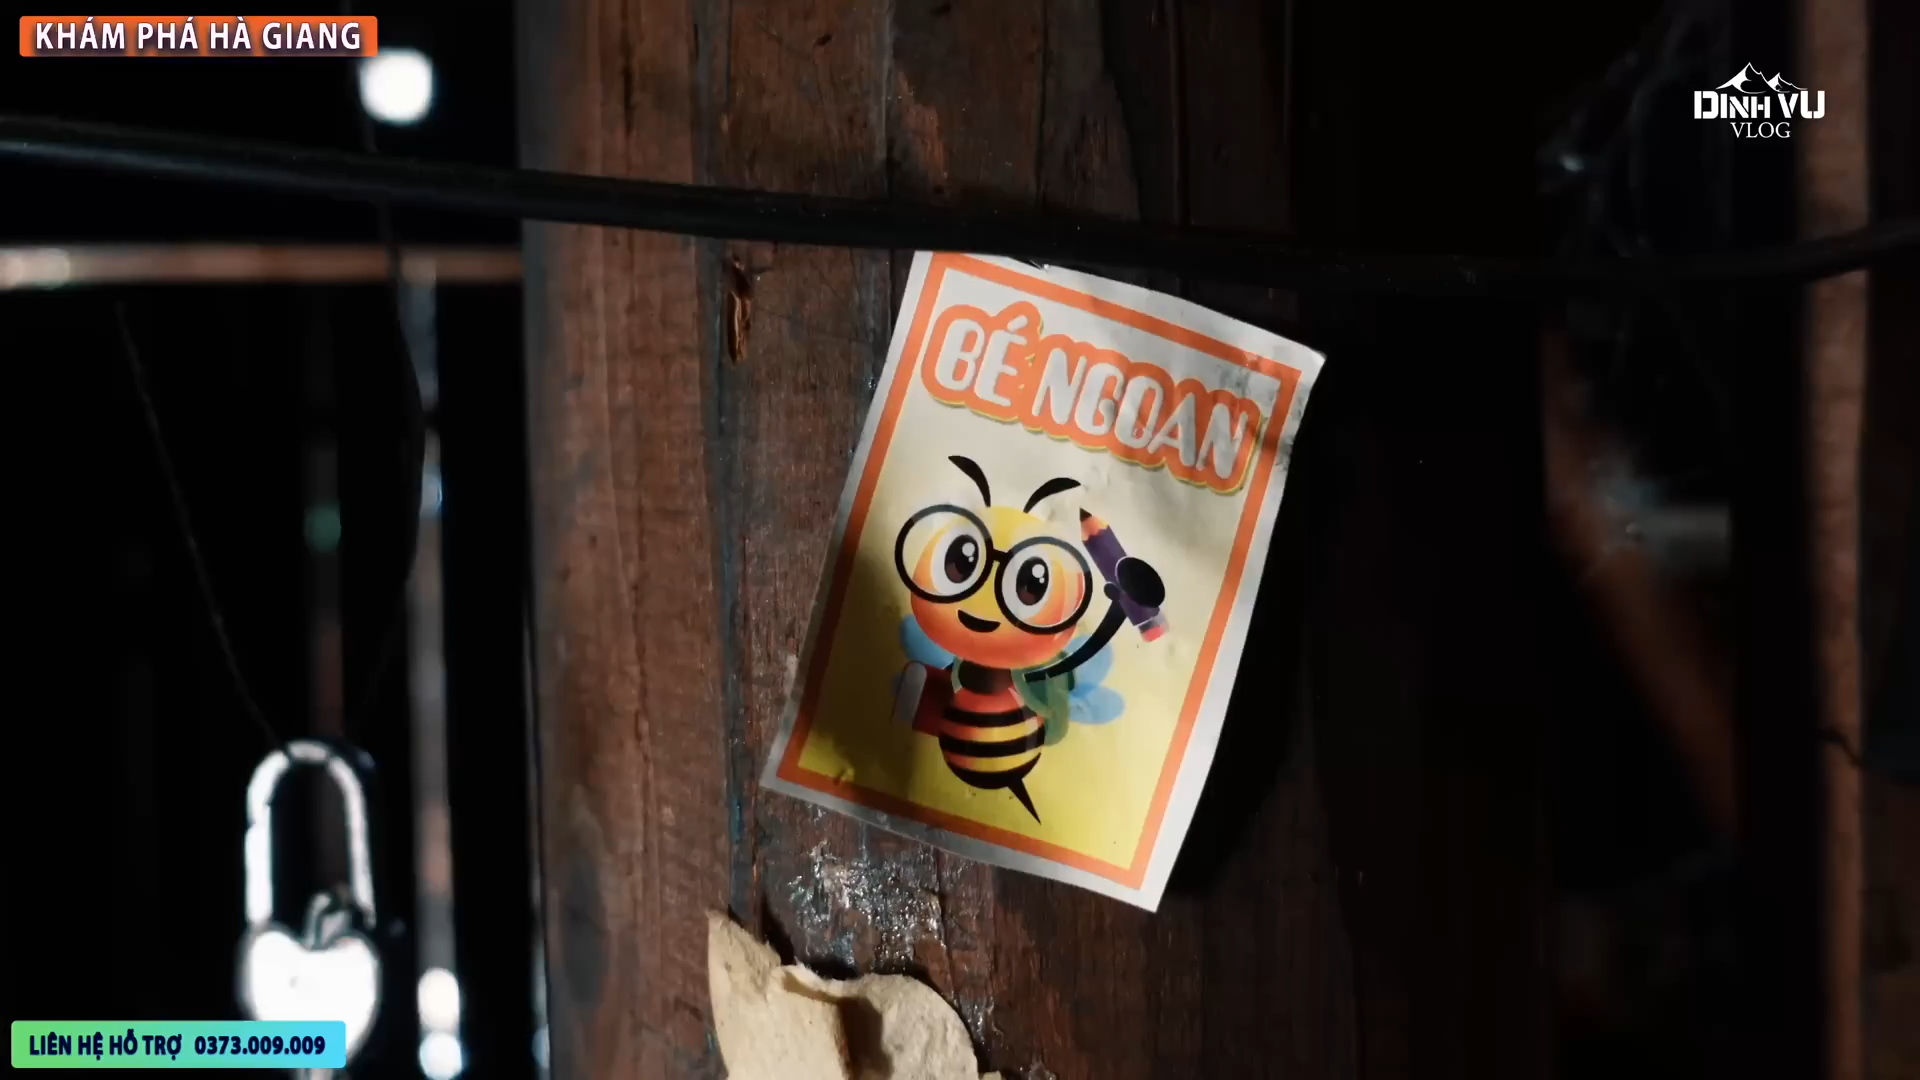 KHÁM PHÁ HÀ GIANG
DINH VU
VLOG
BÉ NGOAN
LIÊN HỆ HỖ TRỢ 0373.009.009